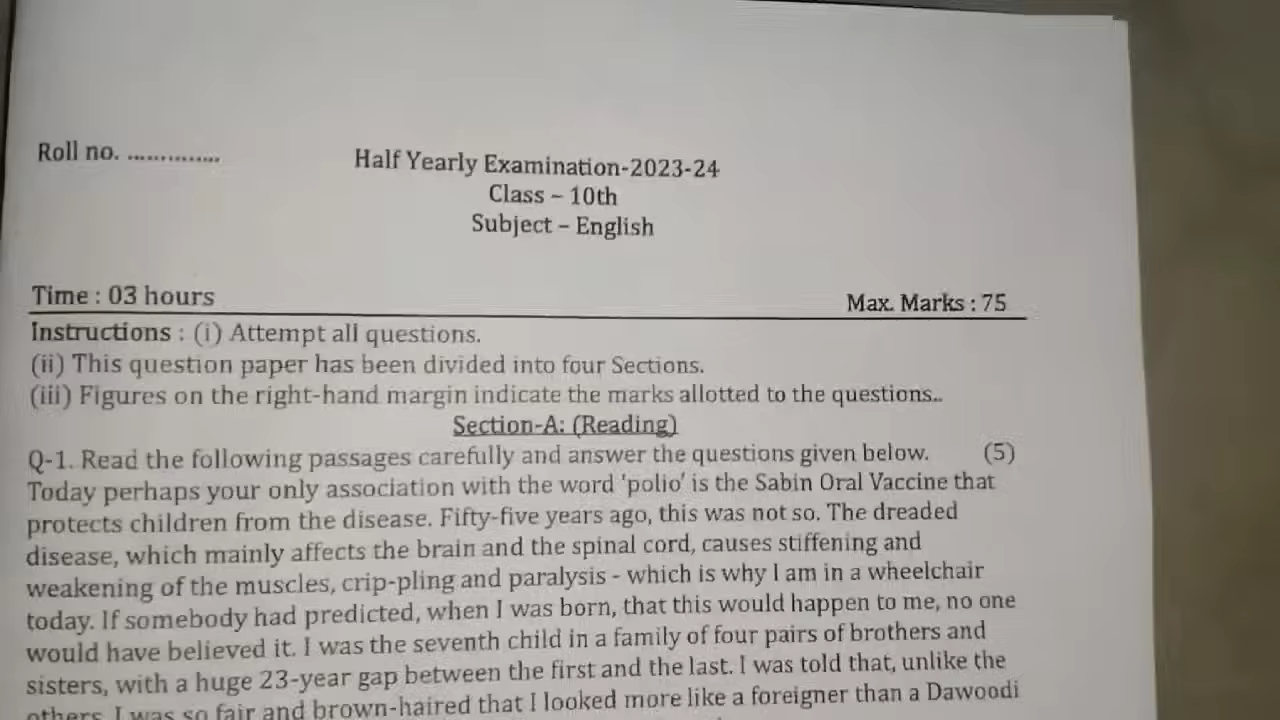 Roll no. ..............
Half Yearly Examination-2023-24
Class – 10th
Subject – English
Time : 03 hours
Max. Marks : 75
Instructions : (i) Attempt all questions.
(ii) This question paper has been divided into four Sections.
(iii) Figures on the right-hand margin indicate the marks allotted to the questions..
Section-A: (Reading)
Q-1. Read the following passages carefully and answer the questions given below. (5)
Today perhaps your only association with the word 'polio' is the Sabin Oral Vaccine that
protects children from the disease. Fifty-five years ago, this was not so. The dreaded
disease, which mainly affects the brain and the spinal cord, causes stiffening and
weakening of the muscles, crip-pling and paralysis - which is why I am in a wheelchair
today. If somebody had predicted, when I was born, that this would happen to me, no one
would have believed it. I was the seventh child in a family of four pairs of brothers and
sisters, with a huge 23-year gap between the first and the last. I was told that, unlike the
others, I was so fair and brown-haired that I looked more like a foreigner than a Dawoodi